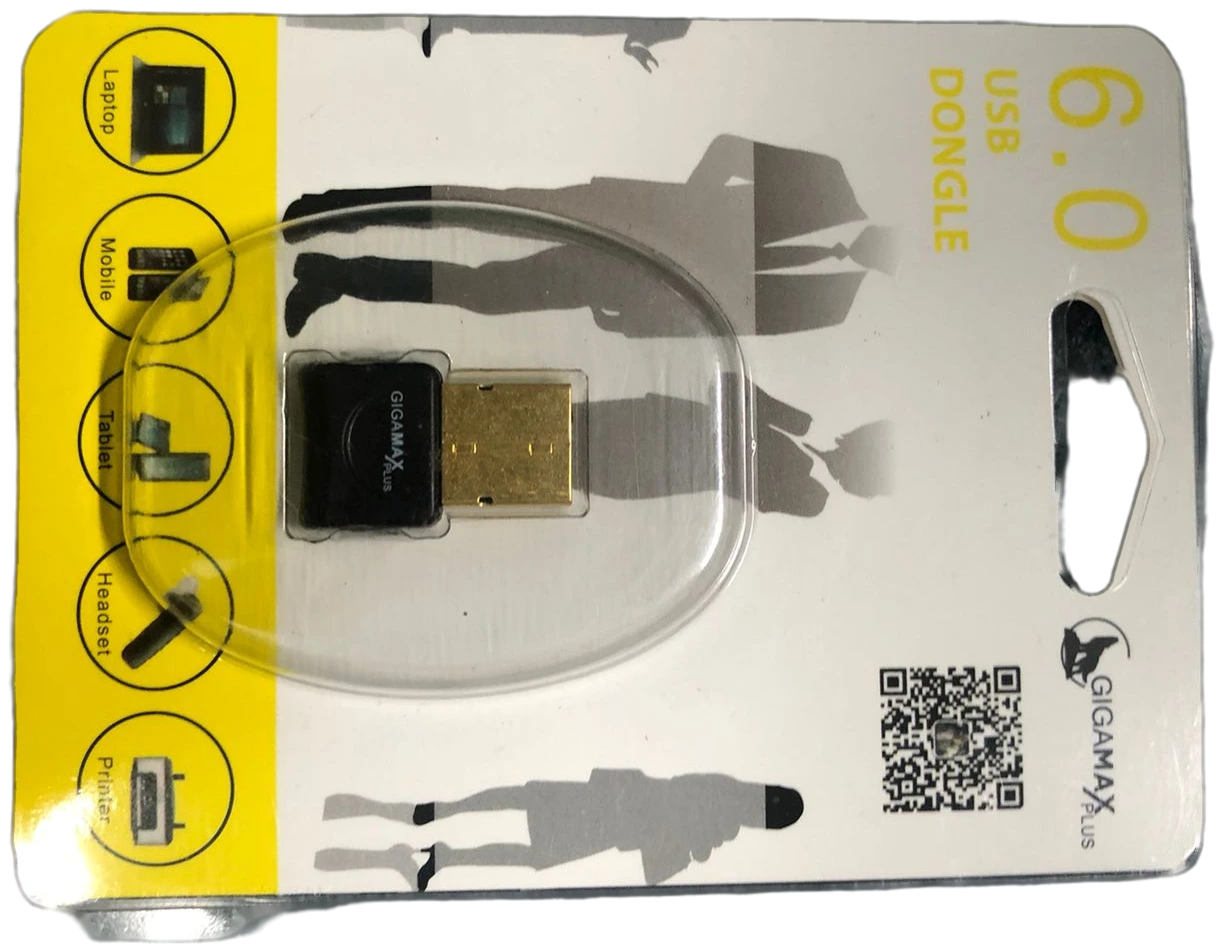 6.0
USB
DONGLE
GIGAMAX
PLUS
GIGAMAX
PLUS
Laptop
Mobile
Tablet
Headset
Printer